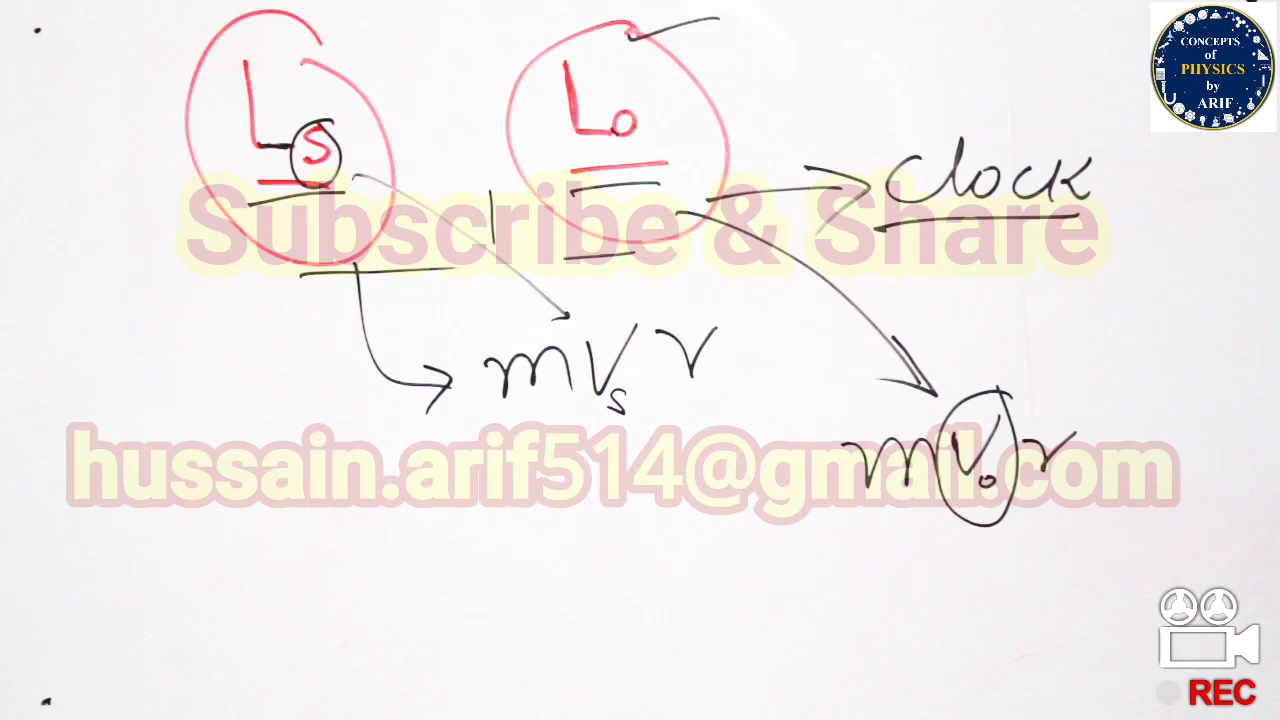 CONCEPTS
of
PHYSICS
by
ARIF
Ls
Lo
Clock
Subscribe & Share
mVs r
mVo r
hussain.arif514@gmail.com
REC